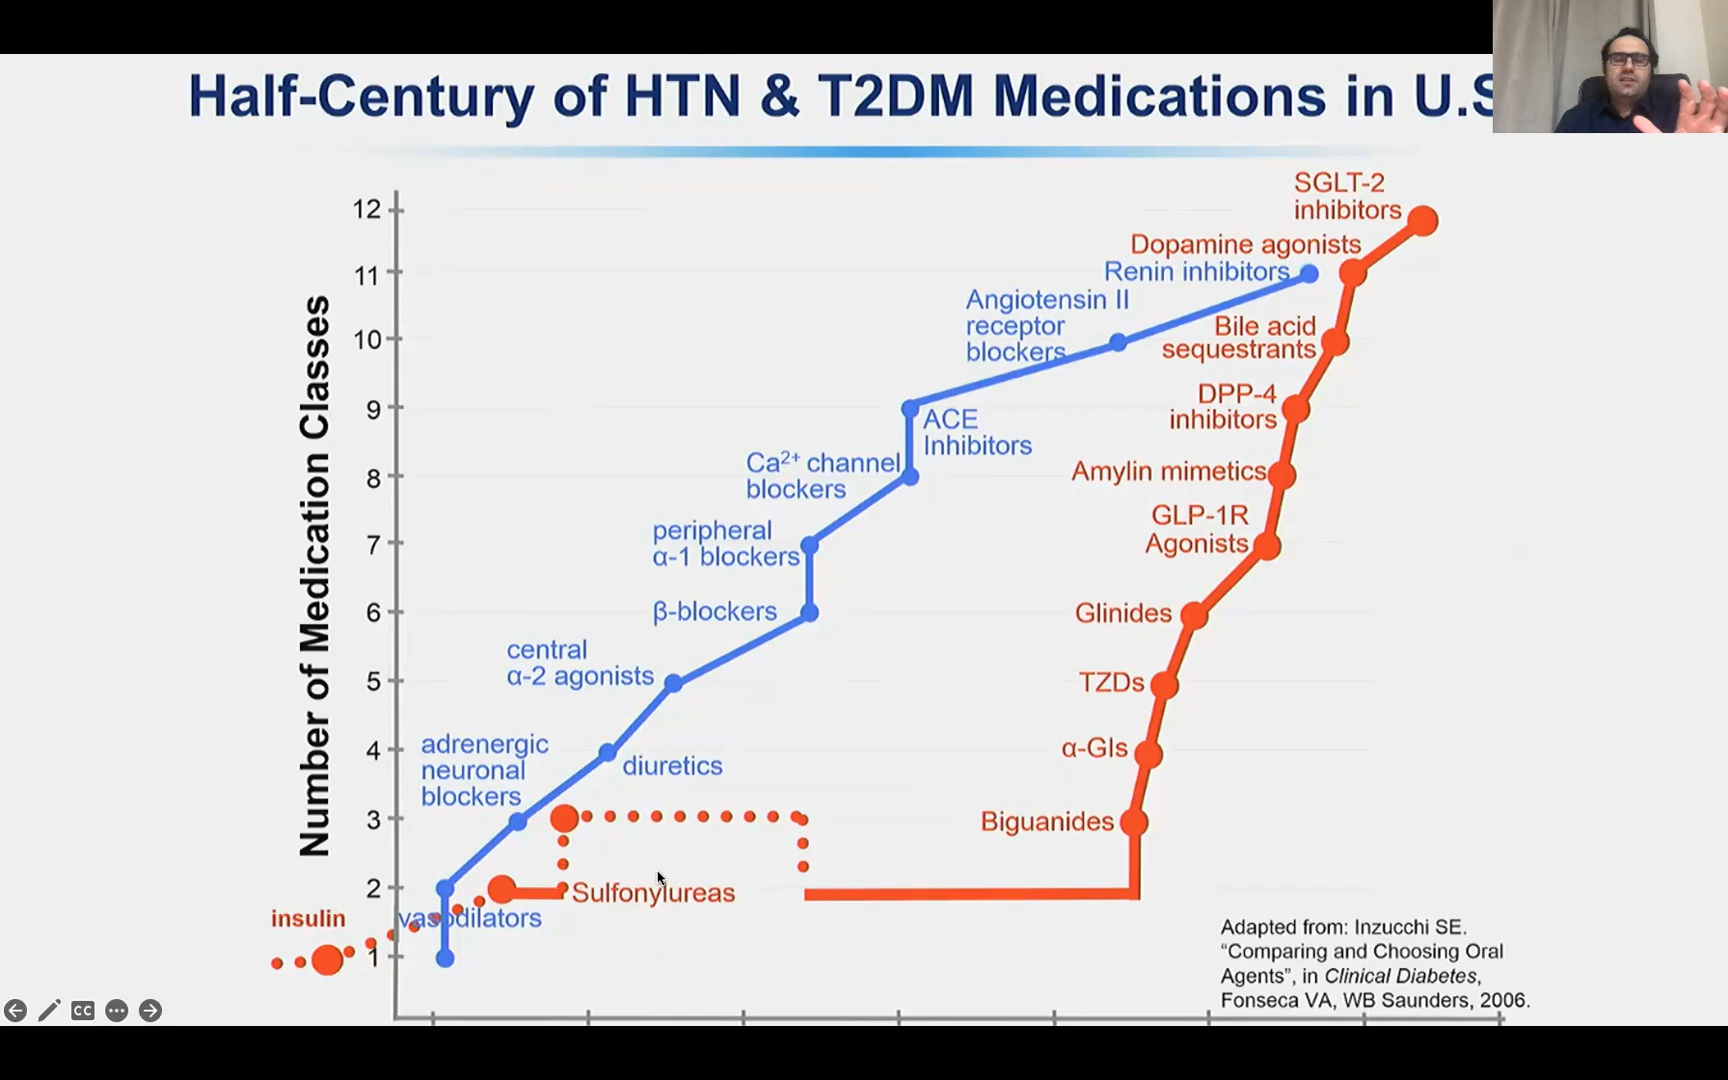 Half-Century of HTN & T2DM Medications in U.S
Number of Medication Classes
12
11
10
9
8
7
6
5
4
3
2
1
SGLT-2
inhibitors
Dopamine agonists
Renin inhibitors
Angiotensin II
receptor
blockers
Bile acid
sequestrants
DPP-4
inhibitors
ACE
Inhibitors
Ca²⁺ channel
blockers
Amylin mimetics
GLP-1R
Agonists
peripheral
α-1 blockers
β-blockers
Glinides
central
α-2 agonists
TZDs
adrenergic
neuronal
blockers
diuretics
α-GIs
Biguanides
Sulfonylureas
insulin
vasodilators
Adapted from: Inzucchi SE.
“Comparing and Choosing Oral
Agents”, in Clinical Diabetes,
Fonseca VA, WB Saunders, 2006.
CC